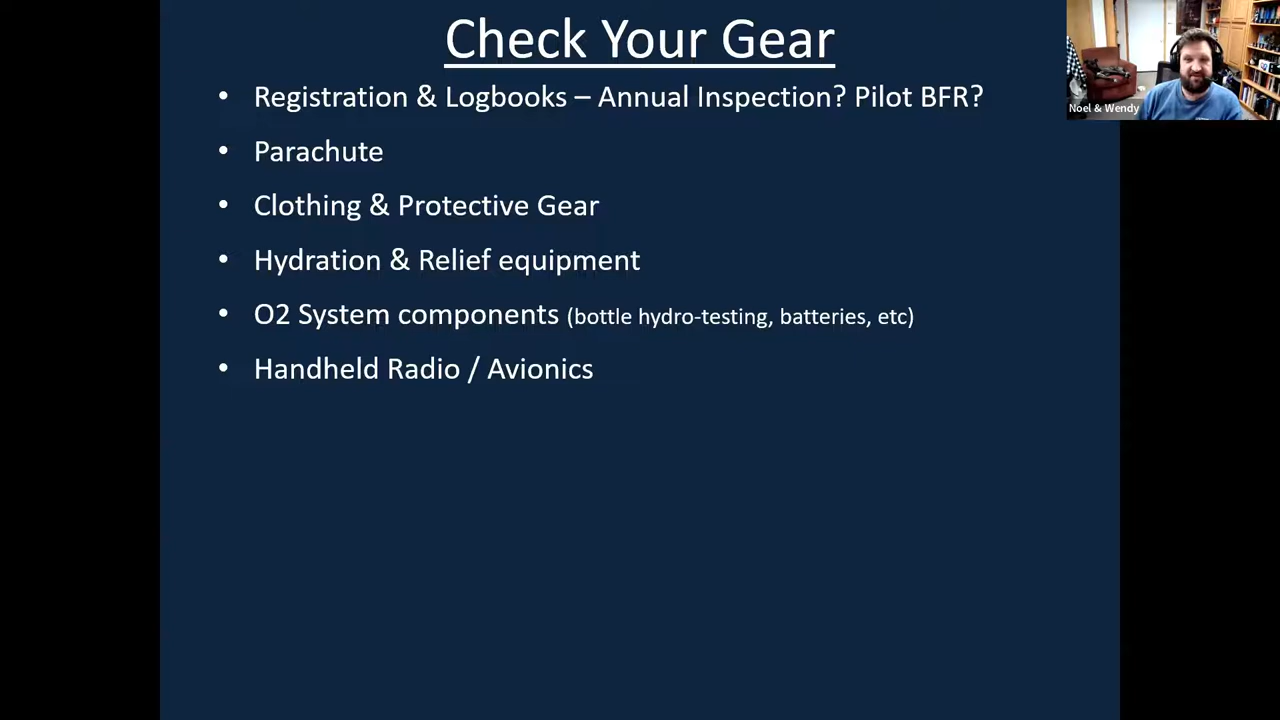 Check Your Gear
• Registration & Logbooks – Annual Inspection? Pilot BFR?
• Parachute
• Clothing & Protective Gear
• Hydration & Relief equipment
• O2 System components (bottle hydro-testing, batteries, etc)
• Handheld Radio / Avionics
Noel & Wendy